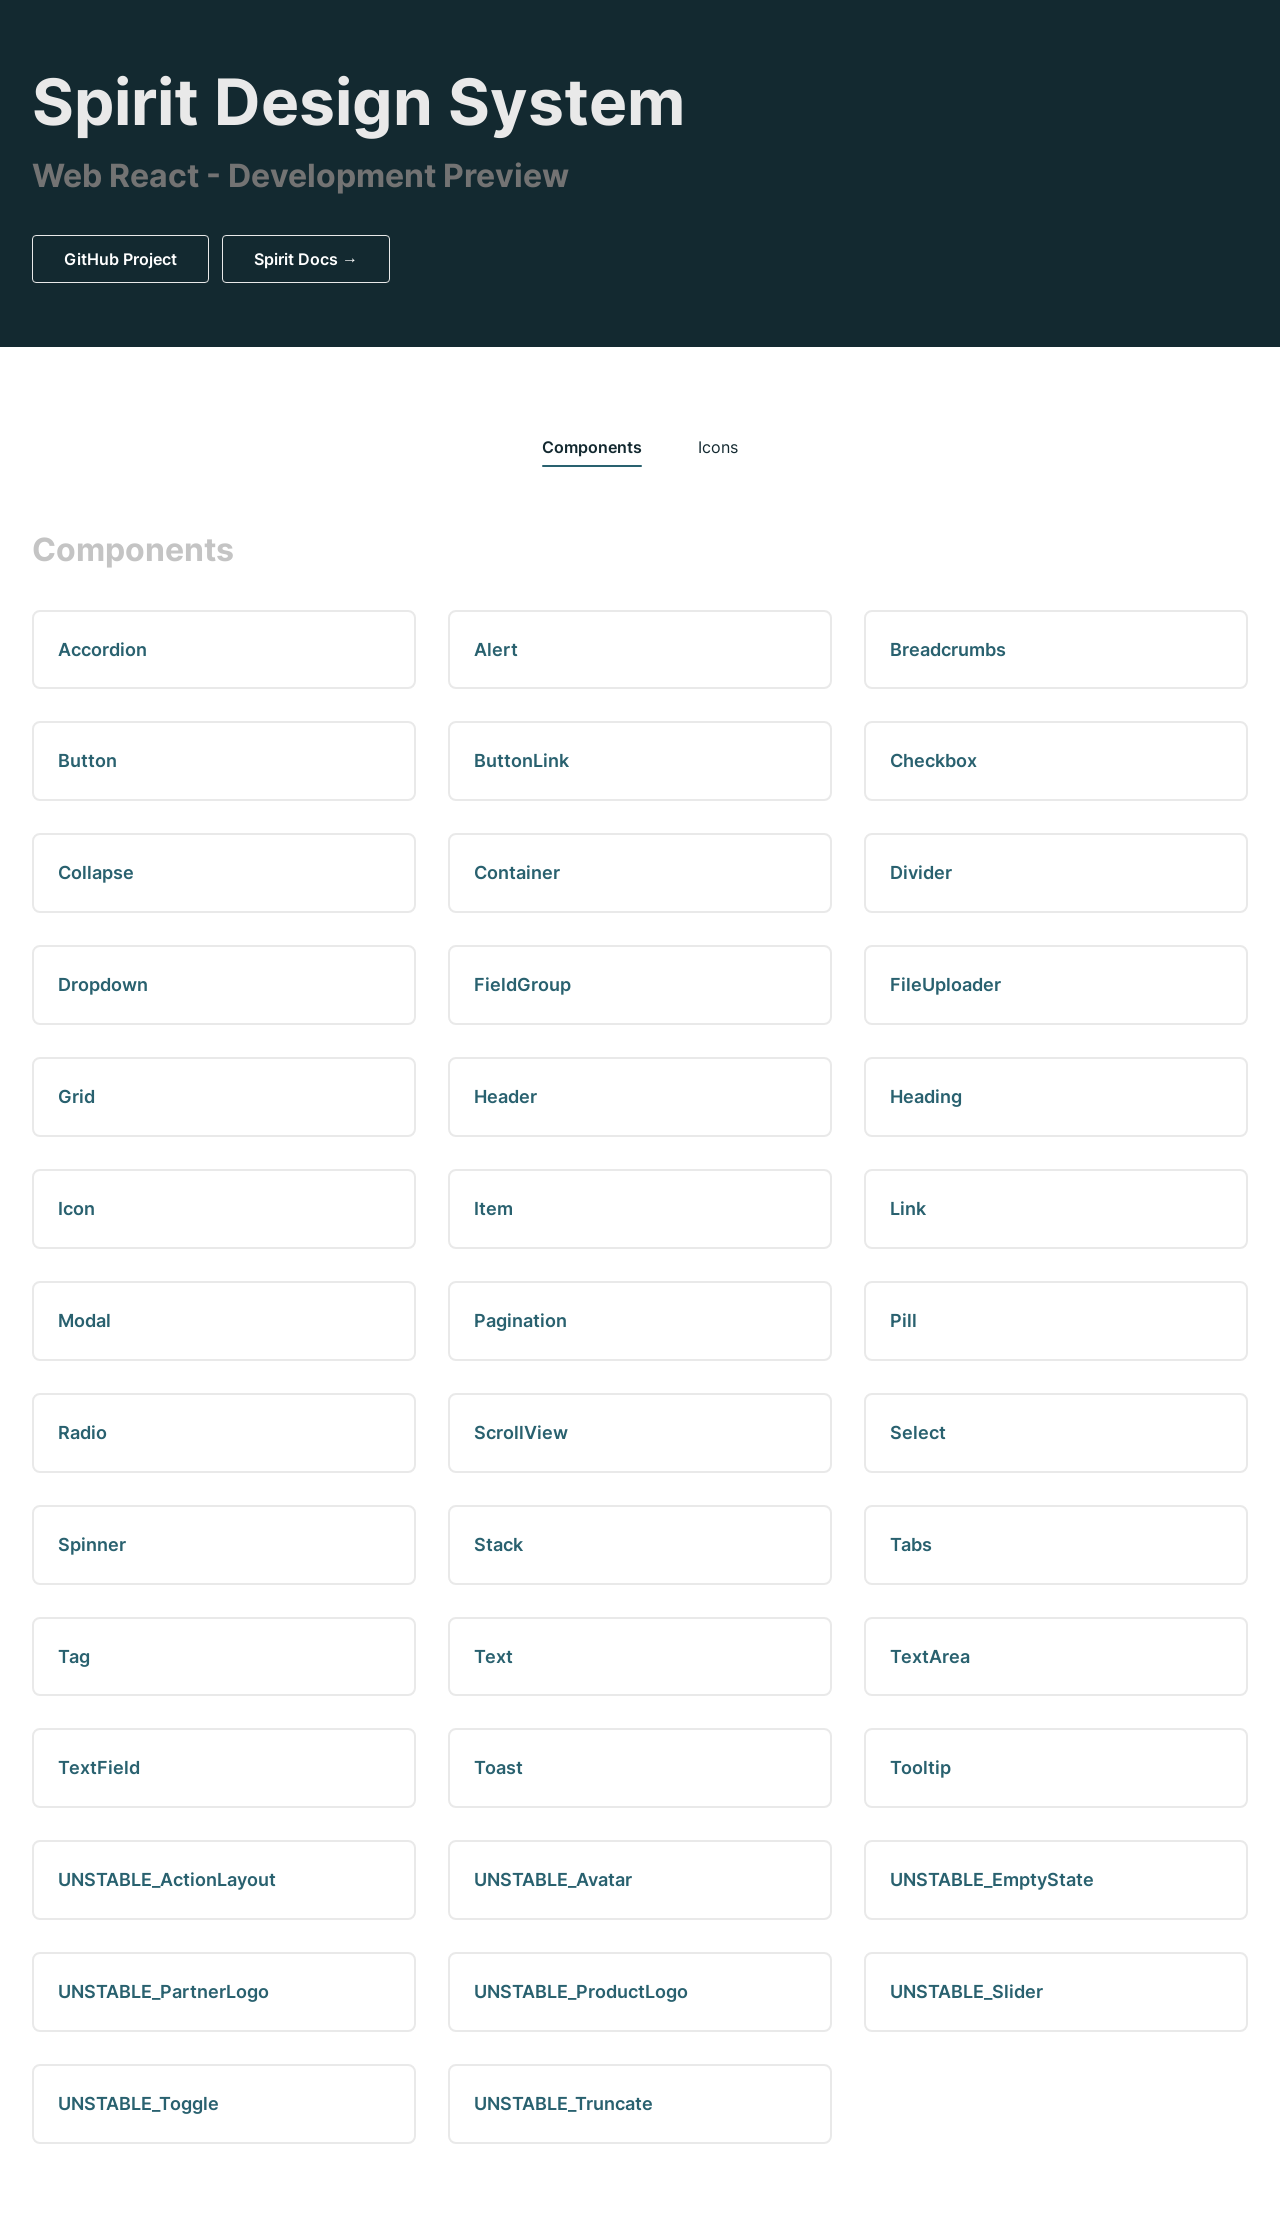 Spirit Design System
Web React - Development Preview
GitHub Project
Spirit Docs →
Components
Icons
Components
Accordion
Alert
Breadcrumbs
Button
ButtonLink
Checkbox
Collapse
Container
Divider
Dropdown
FieldGroup
FileUploader
Grid
Header
Heading
Icon
Item
Link
Modal
Pagination
Pill
Radio
ScrollView
Select
Spinner
Stack
Tabs
Tag
Text
TextArea
TextField
Toast
Tooltip
UNSTABLE_ActionLayout
UNSTABLE_Avatar
UNSTABLE_EmptyState
UNSTABLE_PartnerLogo
UNSTABLE_ProductLogo
UNSTABLE_Slider
UNSTABLE_Toggle
UNSTABLE_Truncate